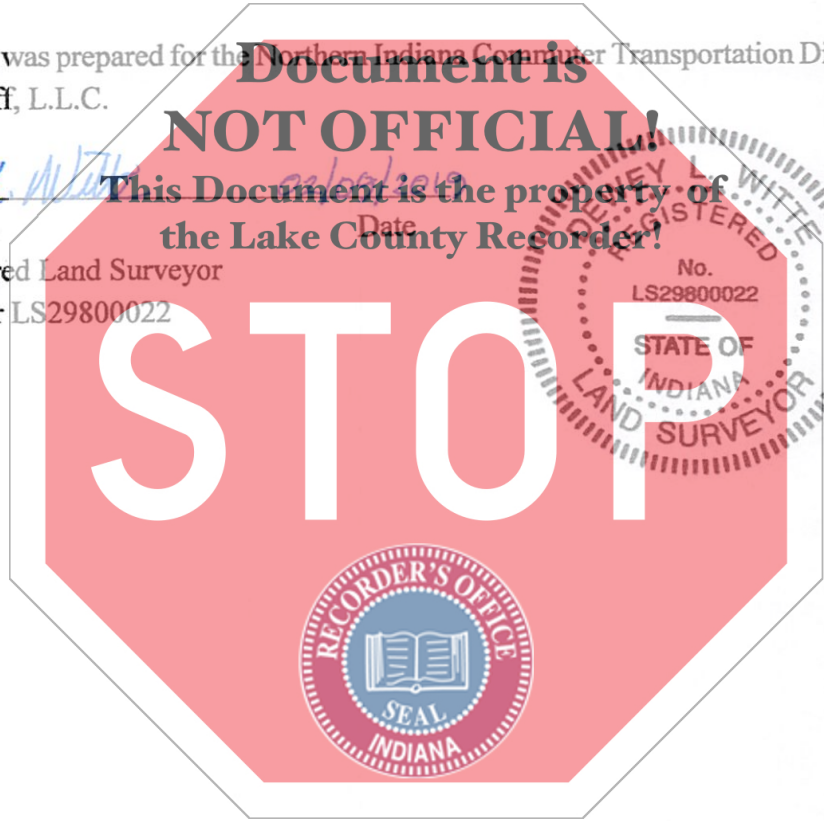 was prepared for the Northern Indiana Commuter Transportation Di
ff, L.L.C.
Document is
NOT OFFICIAL!
This Document is the property of
the Lake County Recorder!
Date
ed Land Surveyor
r LS29800022
DEWEY L. WITTE
REGISTERED
No.
LS29800022
STATE OF
INDIANA
LAND SURVEYOR
STOP
RECORDER'S OFFICE
SEAL
INDIANA